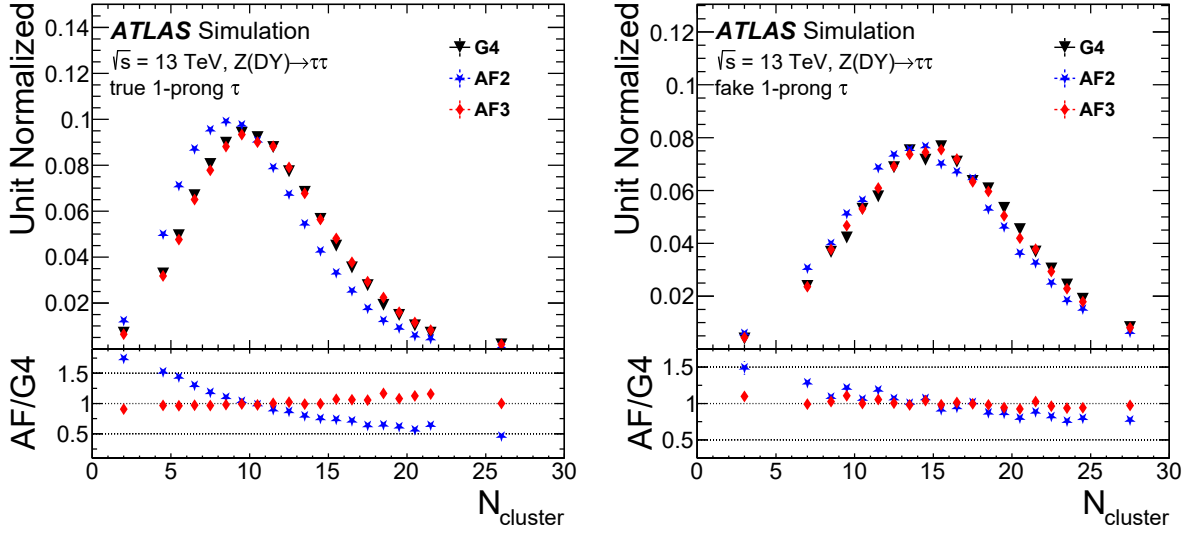 Unit Normalized
0.14
0.12
0.1
0.08
0.06
0.04
0.02
ATLAS Simulation
√s = 13 TeV, Z(DY)→ττ
true 1-prong τ
G4
AF2
AF3
AF/G4
1.5
1
0.5
0 5 10 15 20 25 30
N_cluster
Unit Normalized
0.12
0.1
0.08
0.06
0.04
0.02
ATLAS Simulation
√s = 13 TeV, Z(DY)→ττ
fake 1-prong τ
G4
AF2
AF3
AF/G4
1.5
1
0.5
0 5 10 15 20 25 30
N_cluster